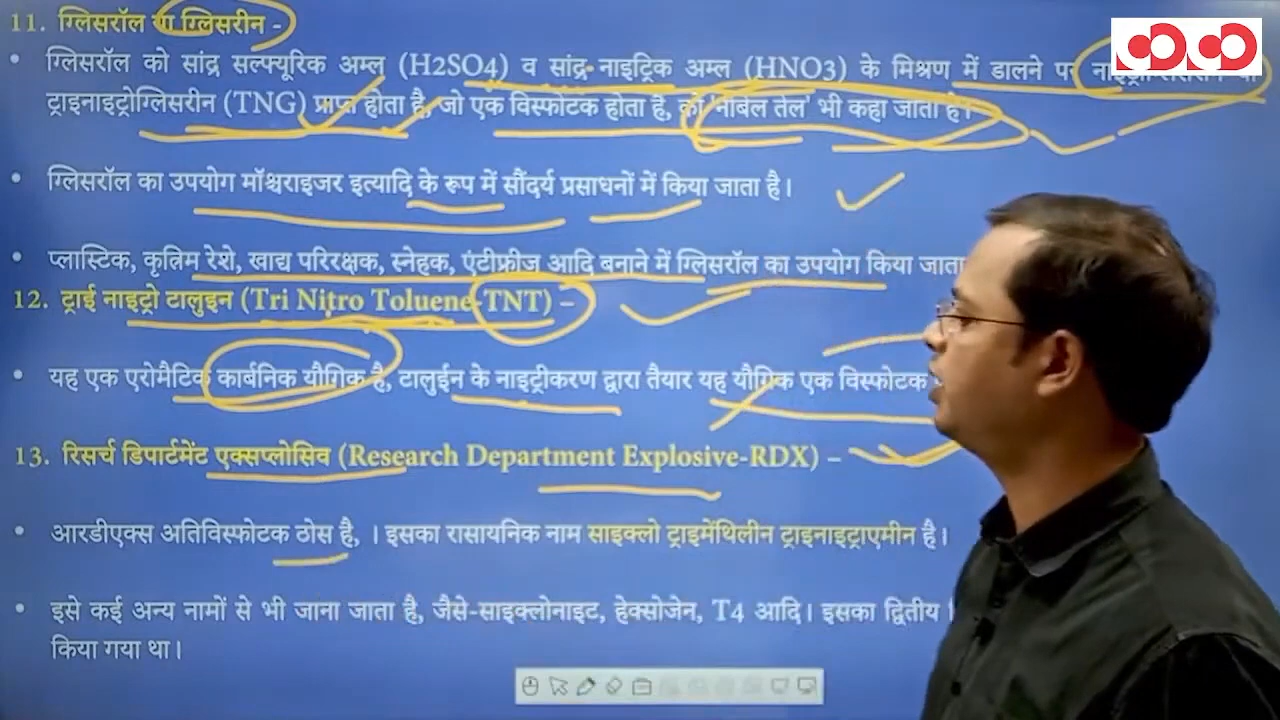 11. ग्लिसरॉल या ग्लिसरीन -
• ग्लिसरॉल को सांद्र सल्फ्यूरिक अम्ल (H2SO4) व सांद्र नाइट्रिक अम्ल (HNO3) के मिश्रण में डालने पर
ट्राइनाइट्रोग्लिसरीन (TNG) प्राप्त होता है, जो एक विस्फोटक होता है, को 'नोबल तेल' भी कहा जाता है।
• ग्लिसरॉल का उपयोग मॉश्चराइजर इत्यादि के रूप में सौंदर्य प्रसाधनों में किया जाता है।
• प्लास्टिक, कृत्रिम रेशे, खाद्य परिरक्षक, स्नेहक, एंटीफ्रीज आदि बनाने में ग्लिसरॉल का उपयोग किया जाता
12. ट्राई नाइट्रो टालुइन (Tri Nitro Toluene-TNT) –
• यह एक एरोमैटिक कार्बनिक यौगिक है, टालुईन के नाइट्रीकरण द्वारा तैयार यह यौगिक एक विस्फोटक
13. रिसर्च डिपार्टमेंट एक्सप्लोसिव (Research Department Explosive-RDX) –
• आरडीएक्स अतिविस्फोटक ठोस है, । इसका रासायनिक नाम साइक्लो ट्राइमेंथिलीन ट्राइनाइट्राएमीन है।
• इसे कई अन्य नामों से भी जाना जाता है, जैसे-साइक्लोनाइट, हेक्सोजेन, T4 आदि। इसका द्वितीय
किया गया था।